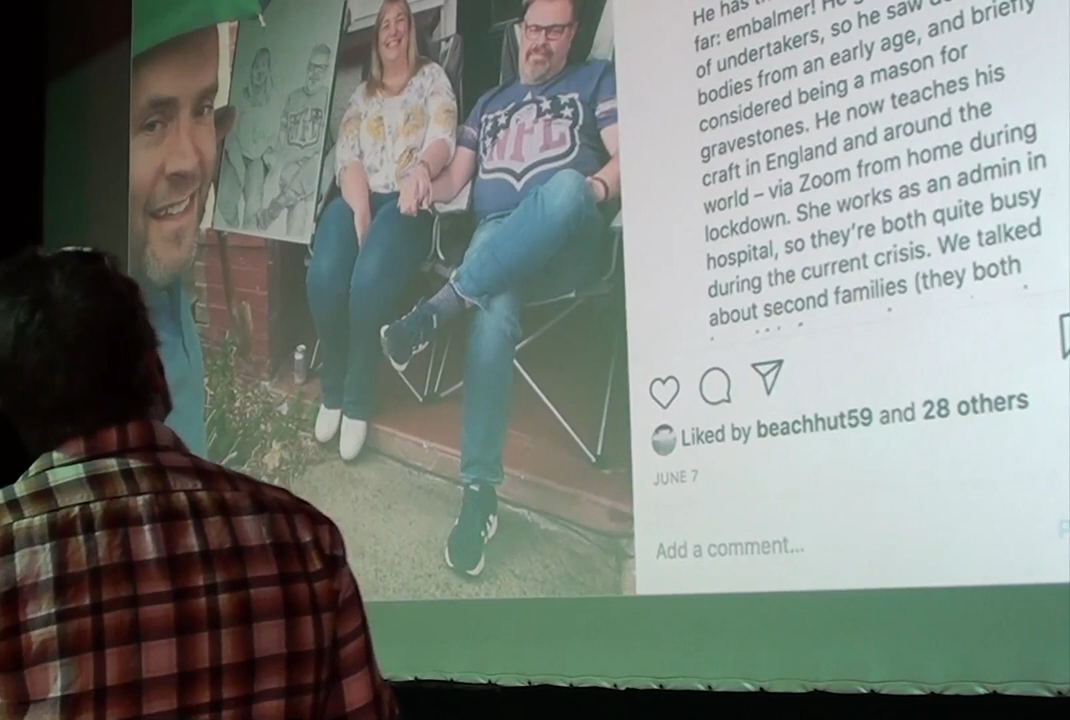 NFL
He has
far: embalmer!
of undertakers, so he saw
bodies from an early age, and briefly
considered being a mason for
gravestones. He now teaches his
craft in England and around the
world – via Zoom from home during
lockdown. She works as an admin in
hospital, so they're both quite busy
during the current crisis. We talked
about second families (they both
Liked by beachhut59 and 28 others
JUNE 7
Add a comment...